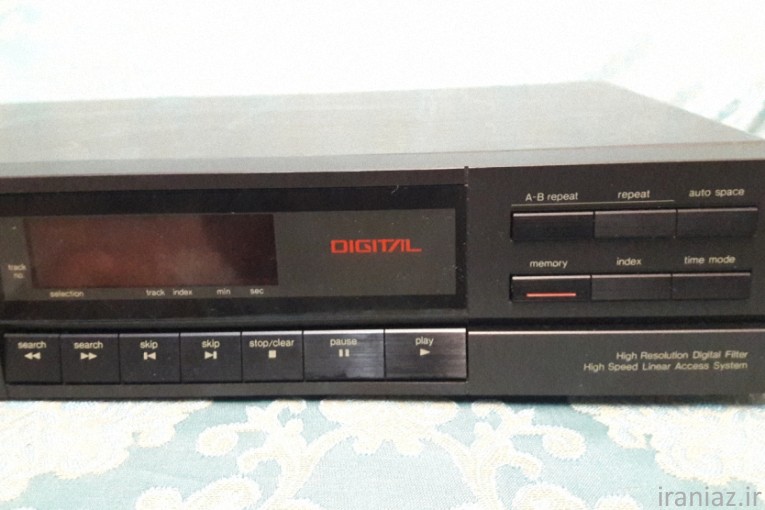 A-B repeat repeat auto space
DIGITAL
track no.
memory index time mode
selection track index min sec
search search skip skip stop/clear pause play
High Resolution Digital Filter
High Speed Linear Access System
iraniaz.ir